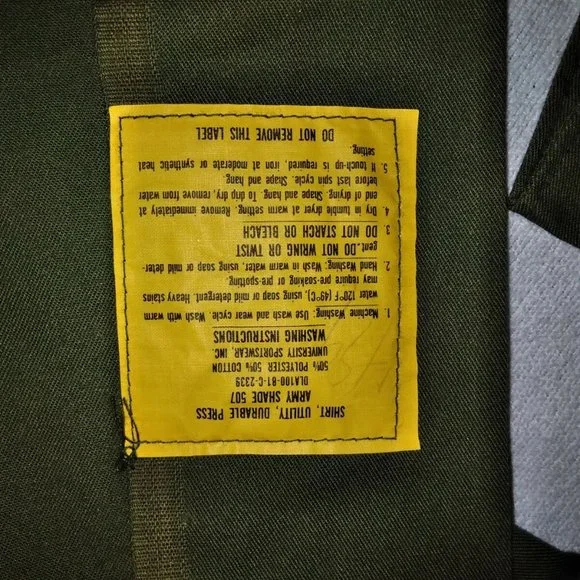 SHIRT, UTILITY, DURABLE PRESS
ARMY SHADE 507
DLA100-81-C-2339
50% POLYESTER 50% COTTON
UNIVERSITY SPORTSWEAR, INC.
WASHING INSTRUCTIONS
1. Machine Washing: Use wash and wear cycle. Wash with warm
water 120°F (49°C), using soap or mild detergent. Heavy stains
may require pre-soaking or pre-spotting.
2. Hand Washing: Wash in warm water, using soap or mild deter-
gent. DO NOT WRING OR TWIST
3. DO NOT STARCH OR BLEACH
4. Dry in tumble dryer at warm, setting. Remove immediately at
end of drying. Shape and hang. To drip dry, remove from water
before last spin cycle. Shape and hang.
5. If touch-up is required, iron at moderate or synthetic heat
setting.
DO NOT REMOVE THIS LABEL